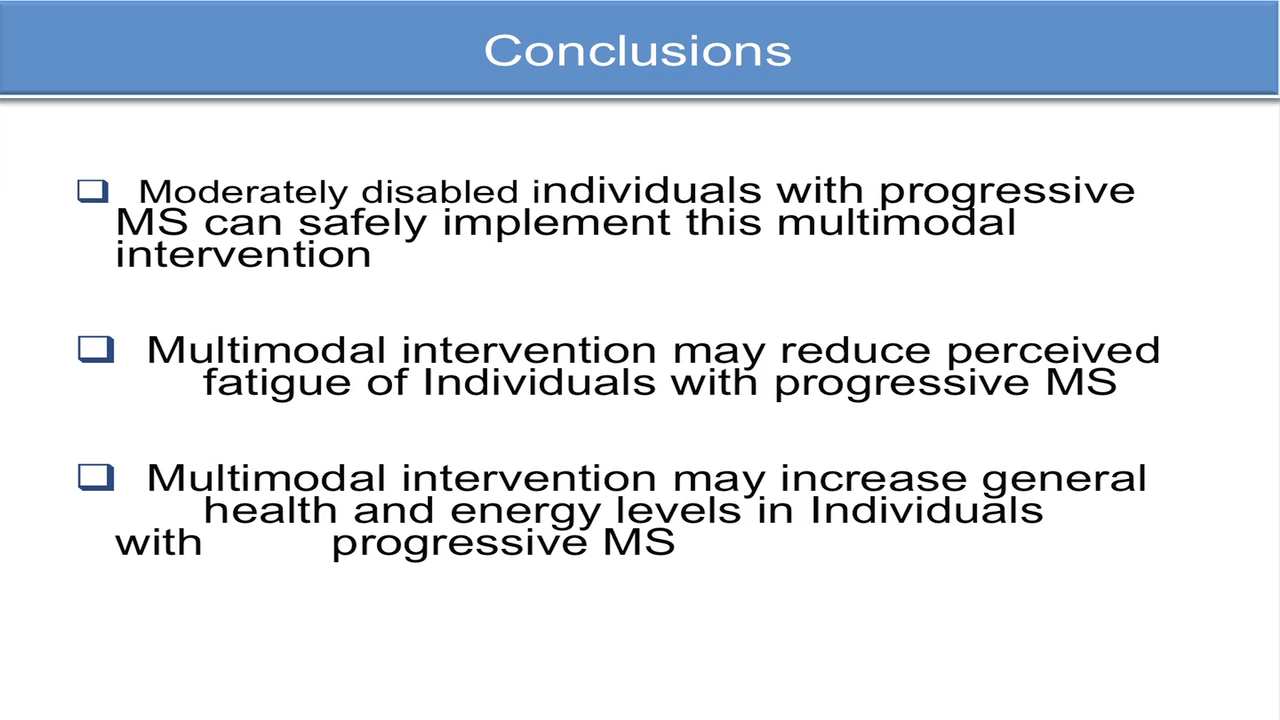 Conclusions
Moderately disabled individuals with progressive
MS can safely implement this multimodal
intervention
Multimodal intervention may reduce perceived
fatigue of Individuals with progressive MS
Multimodal intervention may increase general
health and energy levels in Individuals
with progressive MS